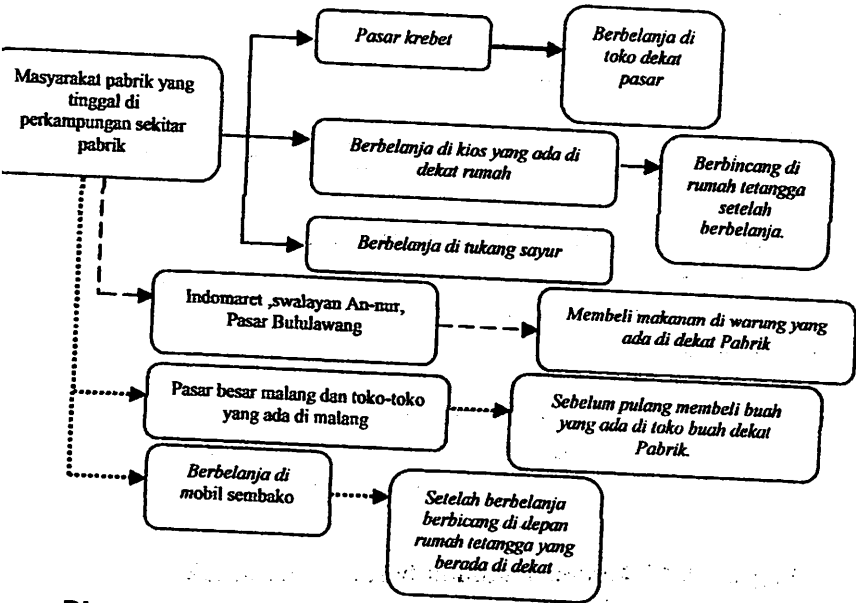 Masyarakat pabrik yang
tinggal di
perkampungan sekitar
pabrik
Pasar krebet
Berbelanja di
toko dekat
pasar
Berbelanja di kios yang ada di
dekat rumah
Berbincang di
rumah tetangga
setelah
berbelanja.
Berbelanja di tukang sayur
Indomaret ,swalayan An-nur,
Pasar Bululawang
Membeli makanan di warung yang
ada di dekat Pabrik
Pasar besar malang dan toko-toko
yang ada di malang
Sebelum pulang membeli buah
yang ada di toko buah dekat
Pabrik.
Berbelanja di
mobil sembako
Setelah berbelanja
berbicang di depan
rumah tetangga yang
berada di dekat